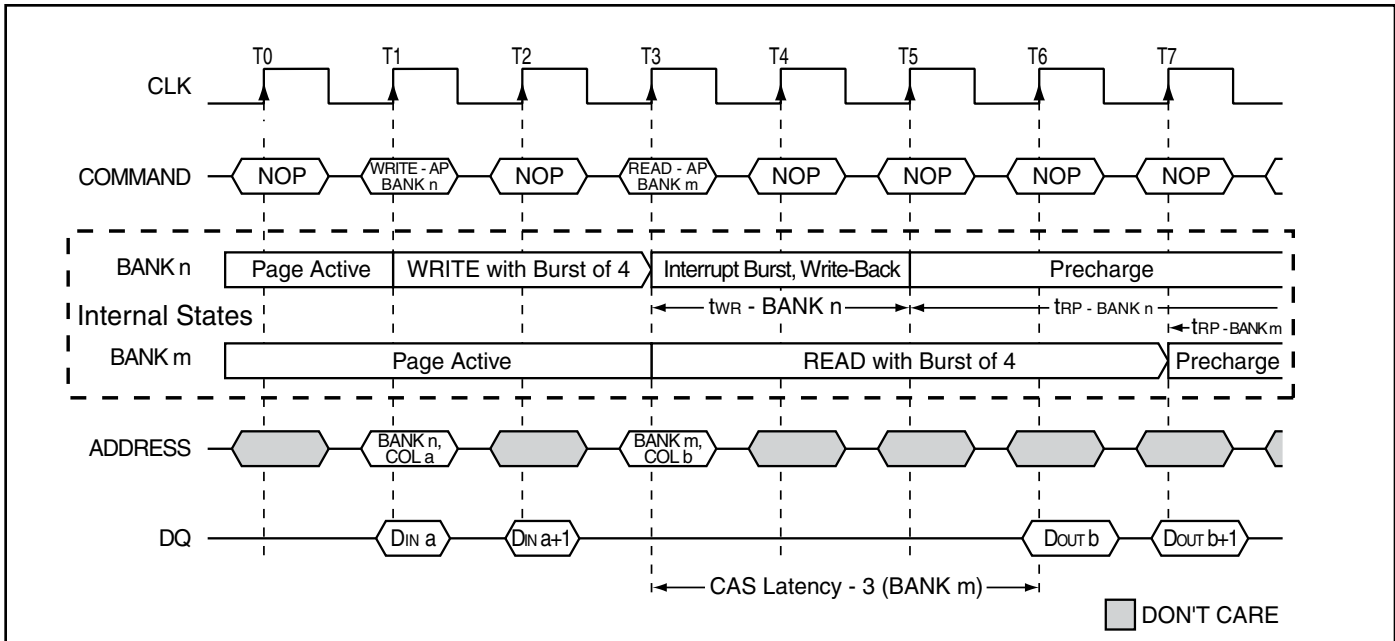 T0 T1 T2 T3 T4 T5 T6 T7
CLK
COMMAND NOP WRITE - AP BANK n NOP READ - AP BANK m NOP NOP NOP NOP
BANK n Page Active WRITE with Burst of 4 Interrupt Burst, Write-Back Precharge
tWR - BANK n tRP - BANK n
Internal States
tRP - BANK m
BANK m Page Active READ with Burst of 4 Precharge
ADDRESS BANK n, COL a BANK m, COL b
DQ DIN a DIN a+1 DOUT b DOUT b+1
CAS Latency - 3 (BANK m)
DON'T CARE